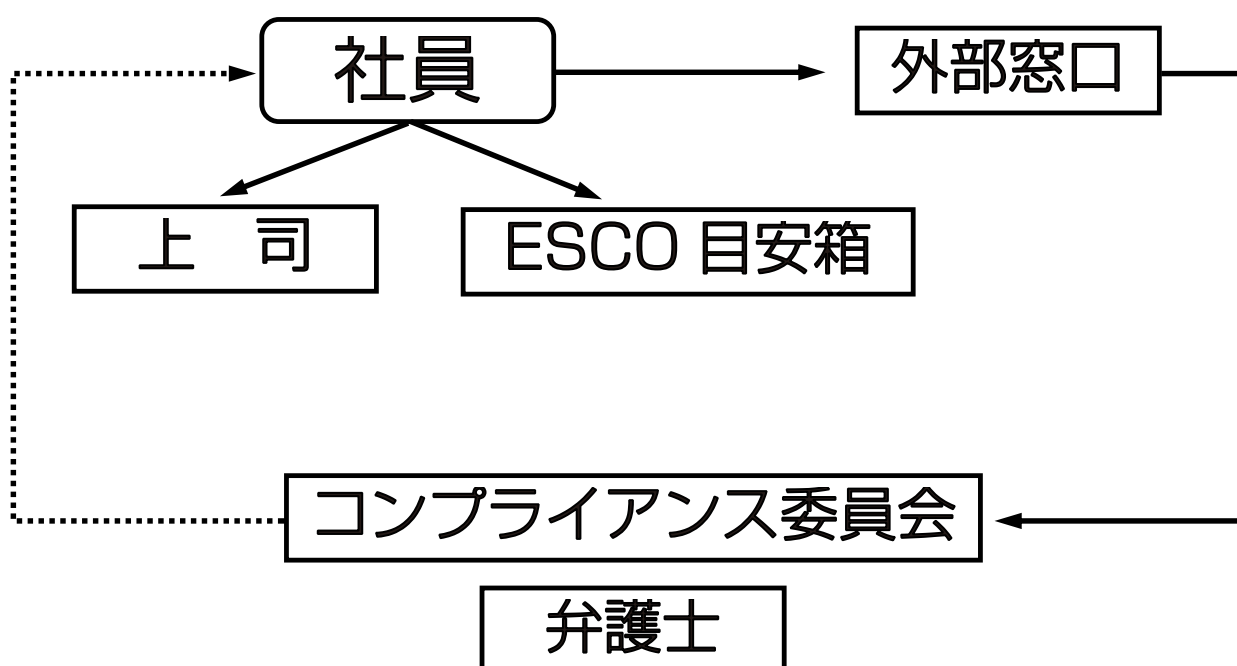 社員
外部窓口
上 司
ESCO 目安箱
コンプライアンス委員会
弁護士